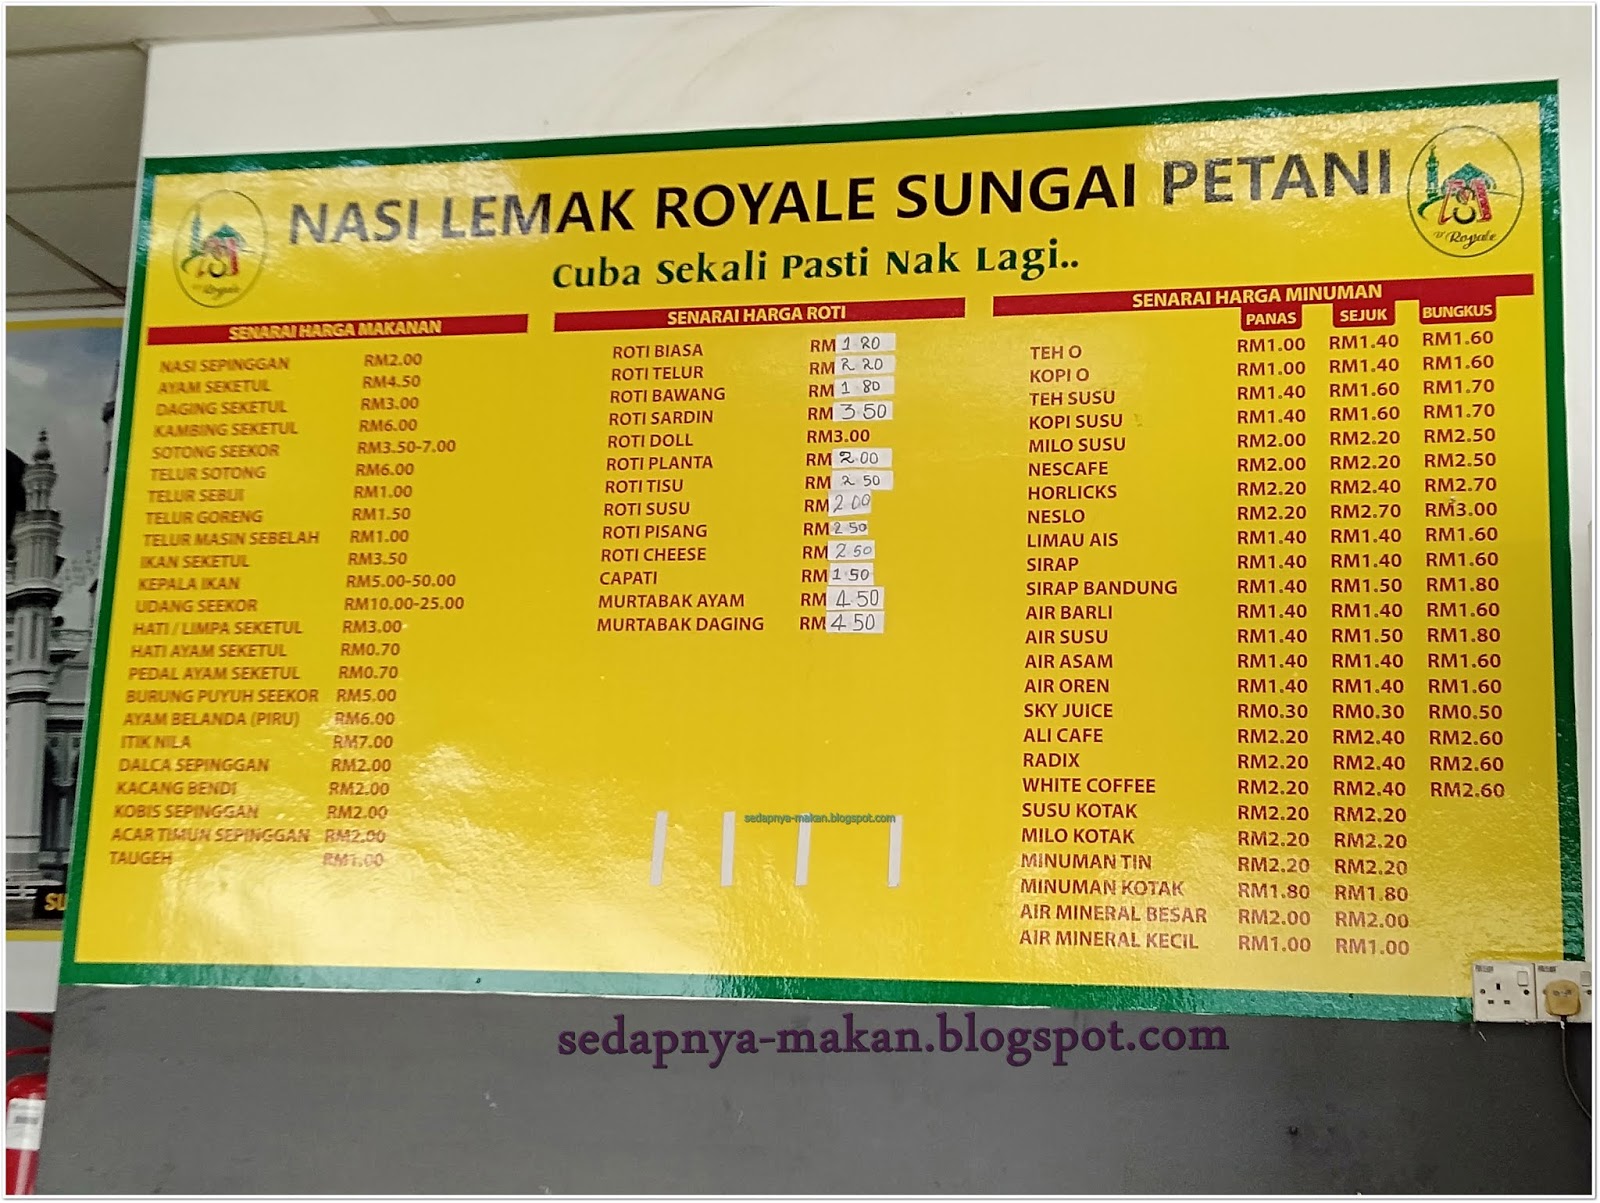 NASI LEMAK ROYALE SUNGAI PETANI
Cuba Sekali Pasti Nak Lagi..
Royale
Royale
SENARAI HARGA MAKANAN
NASI SEPINGGAN RM2.00
AYAM SEKETUL RM4.50
DAGING SEKETUL RM3.00
KAMBING SEKETUL RM6.00
SOTONG SEEKOR RM3.50-7.00
TELUR SOTONG RM6.00
TELUR SEBIJI RM1.00
TELUR GORENG RM1.50
TELUR MASIN SEBELAH RM1.00
IKAN SEKETUL RM3.50
KEPALA IKAN RM5.00-50.00
UDANG SEEKOR RM10.00-25.00
HATI / LIMPA SEKETUL RM3.00
HATI AYAM SEKETUL RM0.70
PEDAL AYAM SEKETUL RM0.70
BURUNG PUYUH SEEKOR RM5.00
AYAM BELANDA (PIRU) RM6.00
ITIK NILA RM7.00
DALCA SEPINGGAN RM2.00
KACANG BENDI RM2.00
KOBIS SEPINGGAN RM2.00
ACAR TIMUN SEPINGGAN RM2.00
TAUGEH RM1.00
SENARAI HARGA ROTI
ROTI BIASA RM 1 20
ROTI TELUR RM 2 20
ROTI BAWANG RM 1 80
ROTI SARDIN RM 3 50
ROTI DOLL RM3.00
ROTI PLANTA RM 2.00
ROTI TISU RM 2 50
ROTI SUSU RM 2 00
ROTI PISANG RM 2 50
ROTI CHEESE RM 2 50
CAPATI RM 1 50
MURTABAK AYAM RM 4 50
MURTABAK DAGING RM 4 50
SENARAI HARGA MINUMAN
PANAS SEJUK BUNGKUS
TEH O RM1.00 RM1.40 RM1.60
KOPI O RM1.00 RM1.40 RM1.60
TEH SUSU RM1.40 RM1.60 RM1.70
KOPI SUSU RM1.40 RM1.60 RM1.70
MILO SUSU RM2.00 RM2.20 RM2.50
NESCAFE RM2.00 RM2.20 RM2.50
HORLICKS RM2.20 RM2.40 RM2.70
NESLO RM2.20 RM2.70 RM3.00
LIMAU AIS RM1.40 RM1.40 RM1.60
SIRAP RM1.40 RM1.40 RM1.60
SIRAP BANDUNG RM1.40 RM1.50 RM1.80
AIR BARLI RM1.40 RM1.40 RM1.60
AIR SUSU RM1.40 RM1.50 RM1.80
AIR ASAM RM1.40 RM1.40 RM1.60
AIR OREN RM1.40 RM1.40 RM1.60
SKY JUICE RM0.30 RM0.30 RM0.50
ALI CAFE RM2.20 RM2.40 RM2.60
RADIX RM2.20 RM2.40 RM2.60
WHITE COFFEE RM2.20 RM2.40 RM2.60
SUSU KOTAK RM2.20 RM2.20
MILO KOTAK RM2.20 RM2.20
MINUMAN TIN RM2.20 RM2.20
MINUMAN KOTAK RM1.80 RM1.80
AIR MINERAL BESAR RM2.00 RM2.00
AIR MINERAL KECIL RM1.00 RM1.00
sedapnya-makan.blogspot.com
SU
sedapnya-makan.blogspot.com